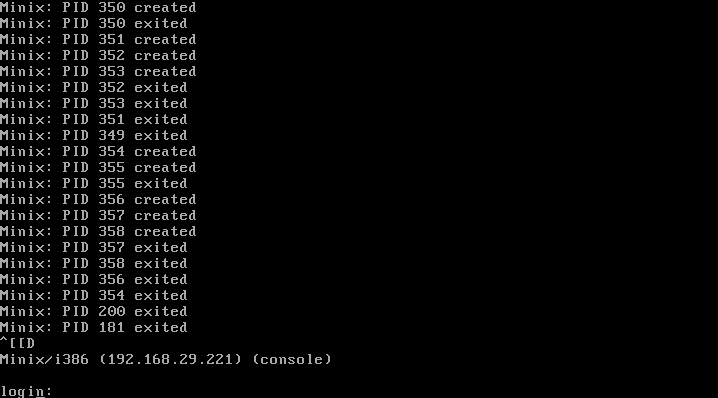 Minix: PID 350 created
Minix: PID 350 exited
Minix: PID 351 created
Minix: PID 352 created
Minix: PID 353 created
Minix: PID 352 exited
Minix: PID 353 exited
Minix: PID 351 exited
Minix: PID 349 exited
Minix: PID 354 created
Minix: PID 355 created
Minix: PID 355 exited
Minix: PID 356 created
Minix: PID 357 created
Minix: PID 358 created
Minix: PID 357 exited
Minix: PID 358 exited
Minix: PID 356 exited
Minix: PID 354 exited
Minix: PID 200 exited
Minix: PID 181 exited
^[[D
Minix/i386 (192.168.29.221) (console)
login: